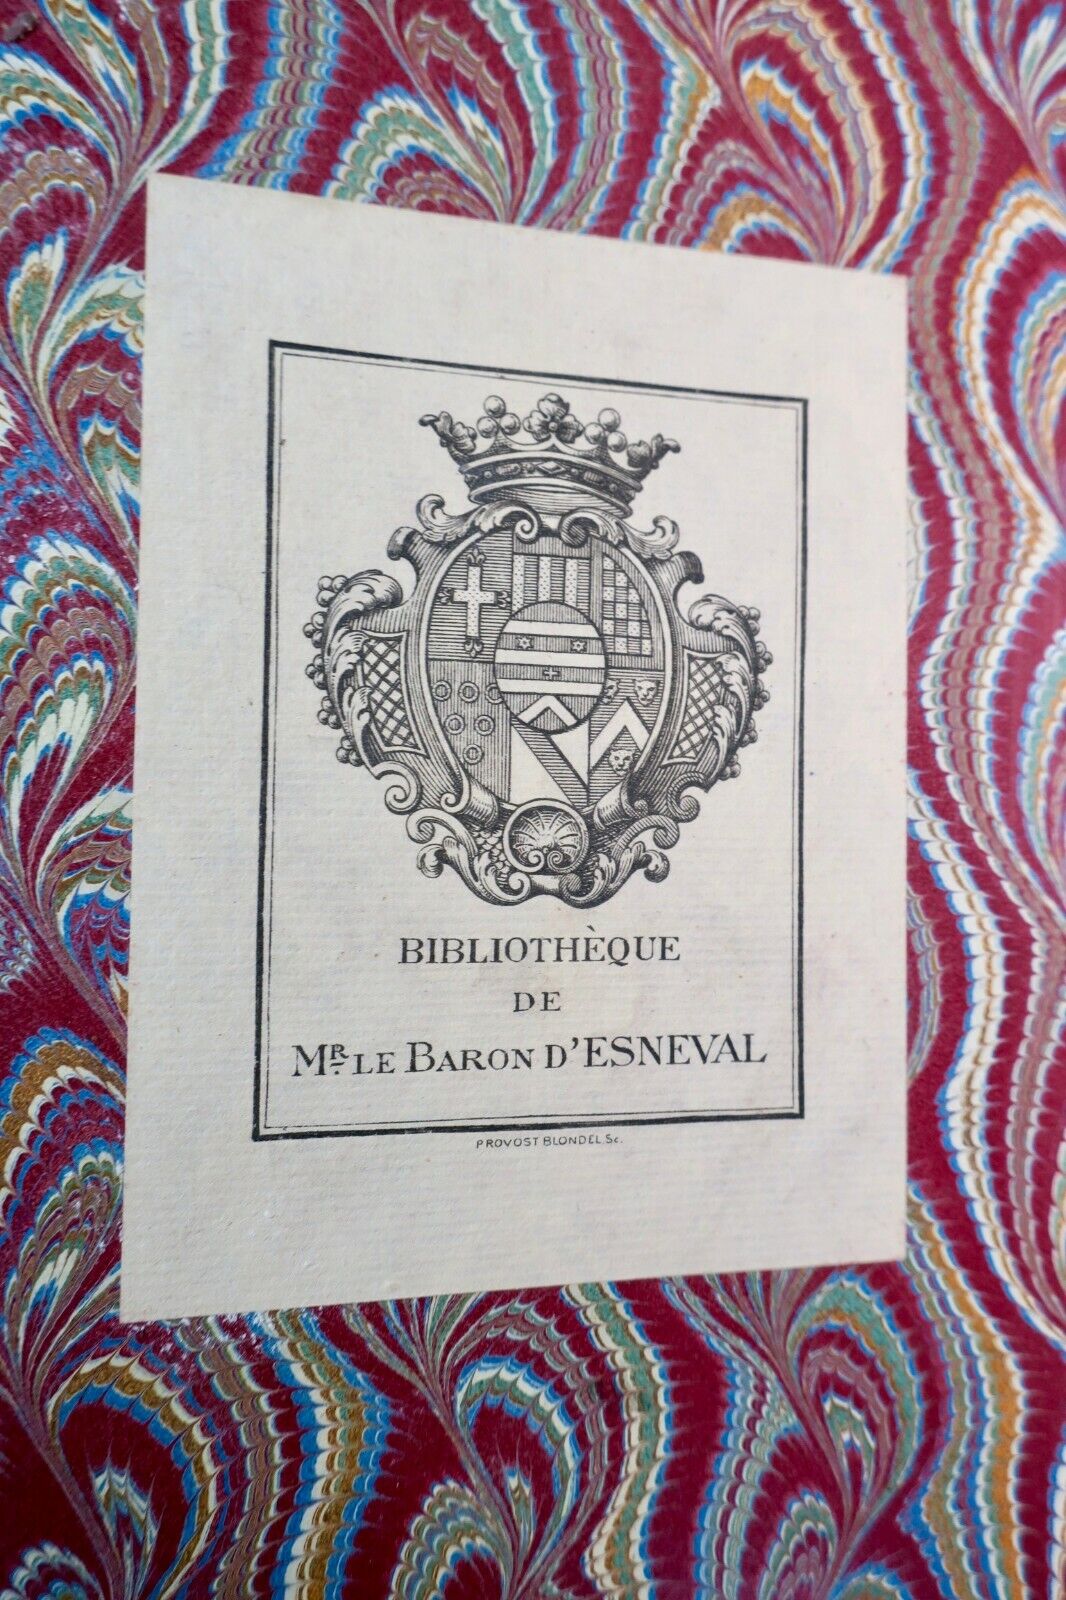 BIBLIOTHÈQUE
DE
MR. LE BARON D'ESNEVAL
PROVOST BLONDEL Sc.